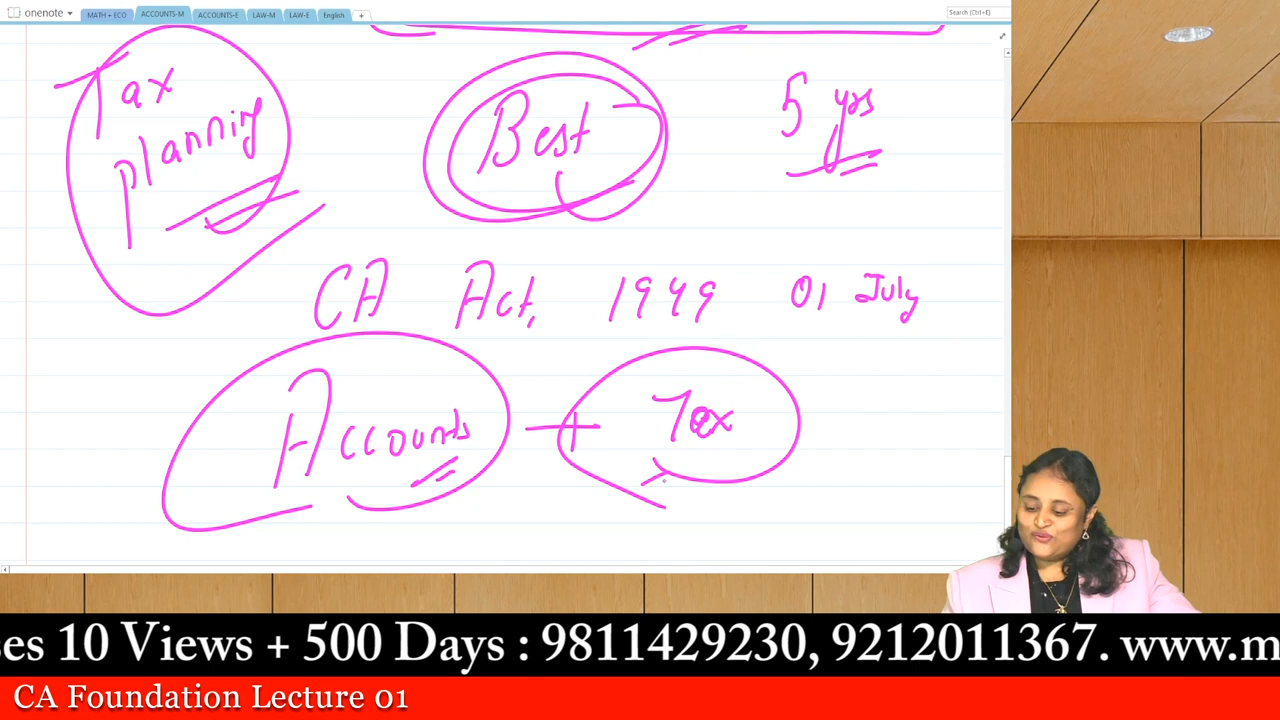 onenote
MATH + ECO
ACCOUNTS-M
ACCOUNTS-E
LAW-M
LAW-E
English
Search (Ctrl+E)
Tax
planning
Best
5 yrs
CA Act, 1949 01 July
Accounts + Tax
es 10 Views + 500 Days : 9811429230, 9212011367. www.m
CA Foundation Lecture 01